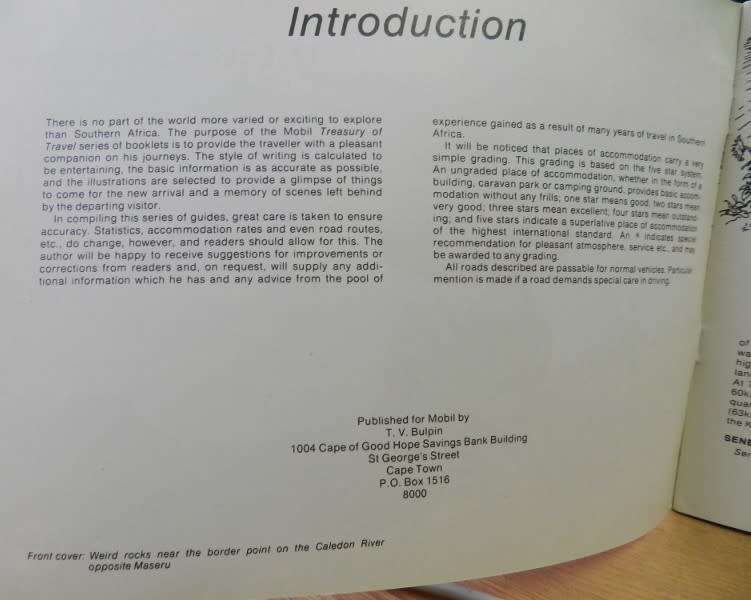 Introduction
There is no part of the world more varied or exciting to explore
than Southern Africa. The purpose of the Mobil Treasury of
Travel series of booklets is to provide the traveller with a pleasant
companion on his journeys. The style of writing is calculated to
be entertaining, the basic information is as accurate as possible,
and the illustrations are selected to provide a glimpse of things
to come for the new arrival and a memory of scenes left behind
by the departing visitor.
In compiling this series of guides, great care is taken to ensure
accuracy. Statistics, accommodation rates and even road routes,
etc., do change, however, and readers should allow for this. The
author will be happy to receive suggestions for improvements or
corrections from readers and, on request, will supply any addi-
tional information which he has and any advice from the pool of
experience gained as a result of many years of travel in Southern
Africa.
It will be noticed that places of accommodation carry a very
simple grading. This grading is based on the five star system.
An ungraded place of accommodation, whether in the form of a
building, caravan park or camping ground, provides basic accom-
modation without any frills; one star means good; two stars mean
very good; three stars mean excellent; four stars mean outstand-
ing; and five stars indicate a superlative place of accommodation
of the highest international standard. An * indicates special
recommendation for pleasant atmosphere, service etc., and may
be awarded to any grading.
All roads described are passable for normal vehicles. Particular
mention is made if a road demands special care in driving.
Published for Mobil by
T. V. Bulpin
1004 Cape of Good Hope Savings Bank Building
St George's Street
Cape Town
P.O. Box 1516
8000
Front cover: Weird rocks near the border point on the Caledon River
opposite Maseru
of
wa
hig
lan
At
60k
qua
(63k
the K
SENE
Sen